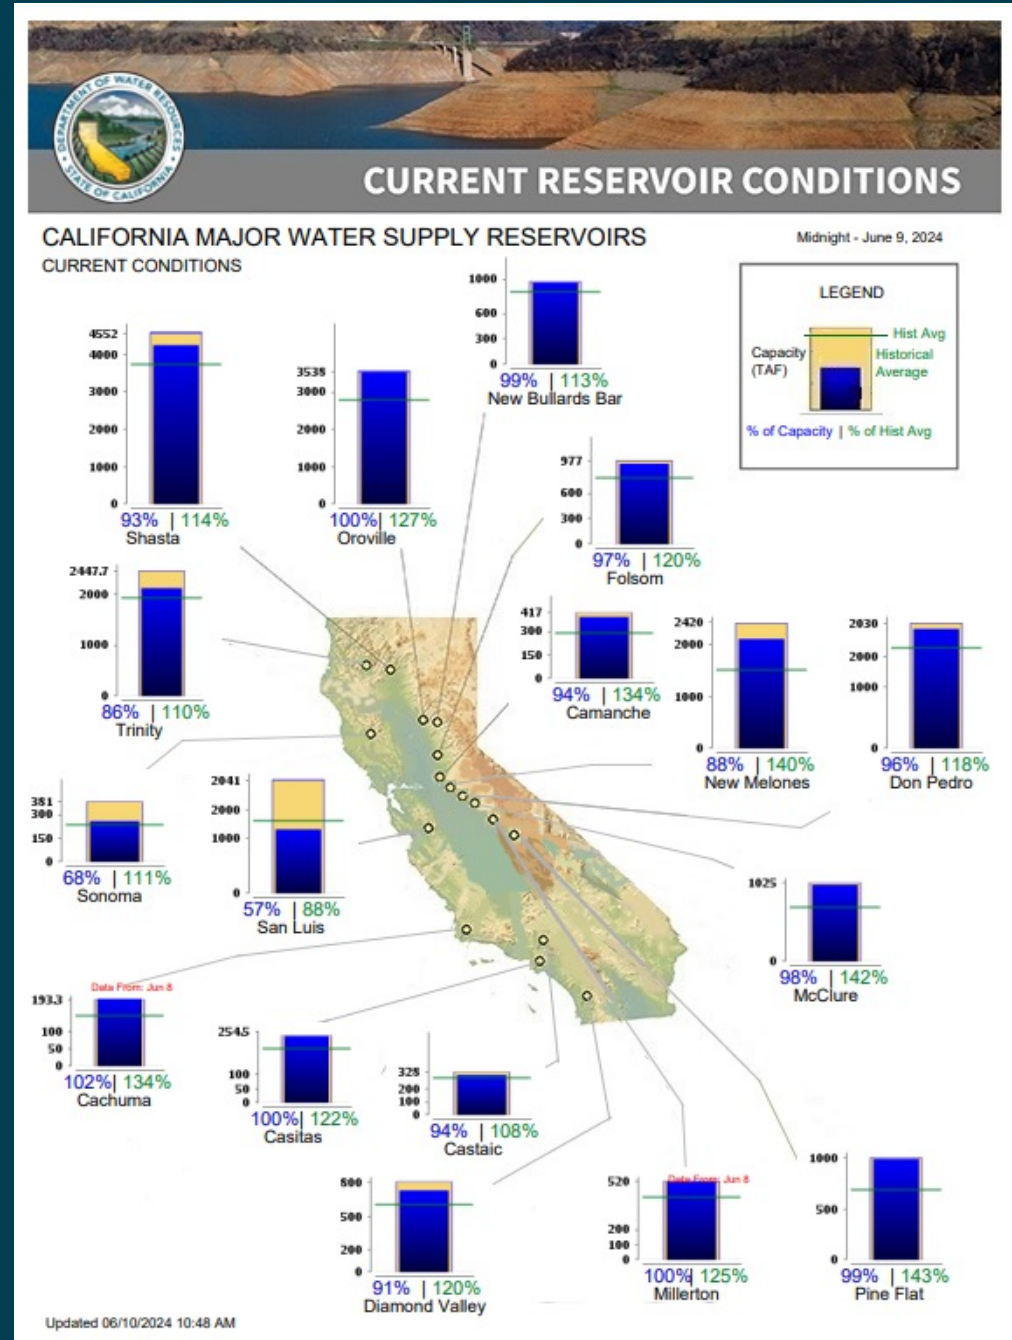 DEPARTMENT OF WATER RESOURCES
STATE OF CALIFORNIA
CURRENT RESERVOIR CONDITIONS
CALIFORNIA MAJOR WATER SUPPLY RESERVOIRS
Midnight - June 9, 2024
CURRENT CONDITIONS
LEGEND
Hist Avg
Capacity
(TAF)
Historical
Average
% of Capacity | % of Hist Avg
1000
600
300
0
99% | 113%
New Bullards Bar
4552
4000
3000
2000
1000
0
93% | 114%
Shasta
3538
3000
2000
1000
0
100% | 127%
Oroville
977
600
300
0
97% | 120%
Folsom
2447.7
2000
1000
0
86% | 110%
Trinity
417
300
150
0
94% | 134%
Camanche
2420
2000
1000
0
88% | 140%
New Melones
2030
2000
1000
0
96% | 118%
Don Pedro
381
300
150
0
68% | 111%
Sonoma
2041
2000
1000
0
57% | 88%
San Luis
1025
0
98% | 142%
McClure
Data From: Jun 8
193.3
100
50
0
102% | 134%
Cachuma
254.5
100
50
0
100% | 122%
Casitas
328
200
100
0
94% | 108%
Castaic
800
500
200
0
91% | 120%
Diamond Valley
Data From: Jun 8
520
200
100
0
100% | 125%
Millerton
1000
500
0
99% | 143%
Pine Flat
Updated 06/10/2024 10:48 AM